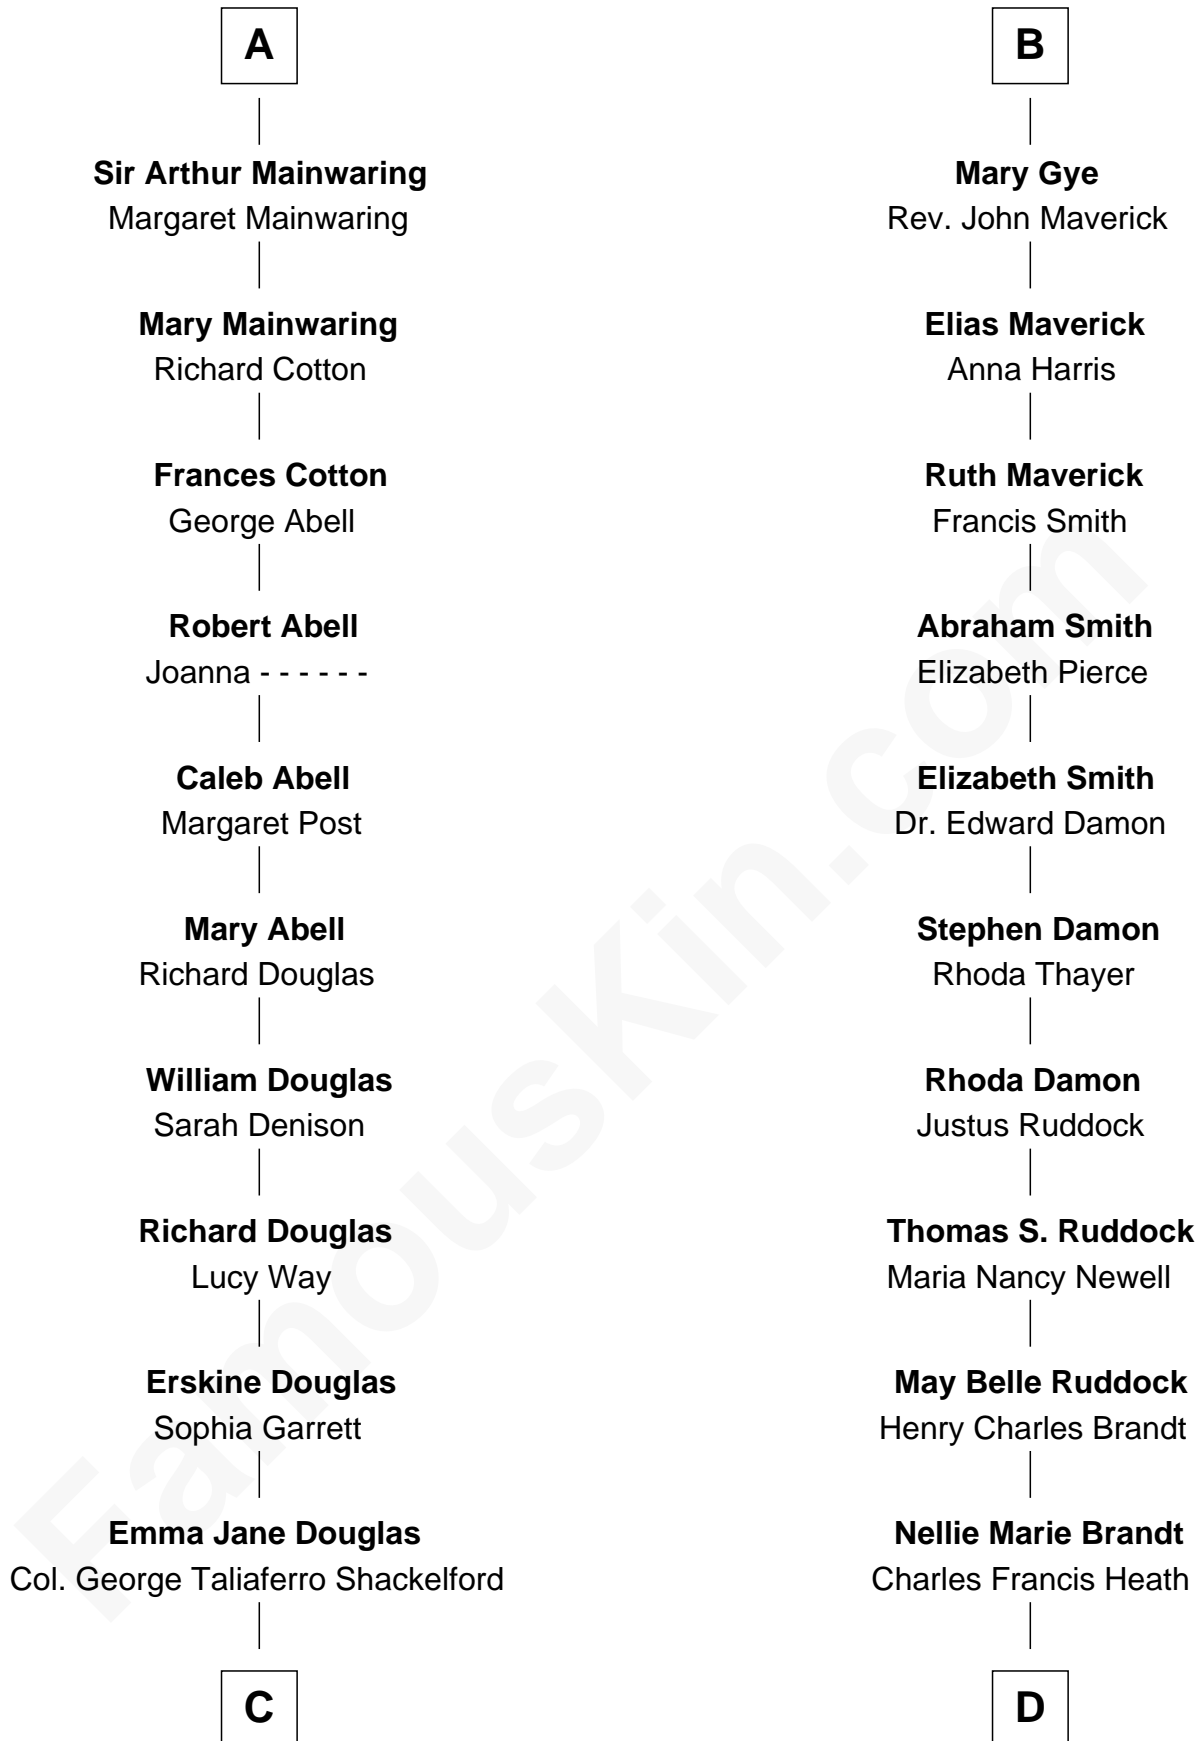 A
Sir Arthur Mainwaring
Margaret Mainwaring
Mary Mainwaring
Richard Cotton
Frances Cotton
George Abell
Robert Abell
Joanna - - - - - -
Caleb Abell
Margaret Post
Mary Abell
Richard Douglas
William Douglas
Sarah Denison
Richard Douglas
Lucy Way
Erskine Douglas
Sophia Garrett
Emma Jane Douglas
Col. George Taliaferro Shackelford
C
B
Mary Gye
Rev. John Maverick
Elias Maverick
Anna Harris
Ruth Maverick
Francis Smith
Abraham Smith
Elizabeth Pierce
Elizabeth Smith
Dr. Edward Damon
Stephen Damon
Rhoda Thayer
Rhoda Damon
Justus Ruddock
Thomas S. Ruddock
Maria Nancy Newell
May Belle Ruddock
Henry Charles Brandt
Nellie Marie Brandt
Charles Francis Heath
D
FamousKin.com